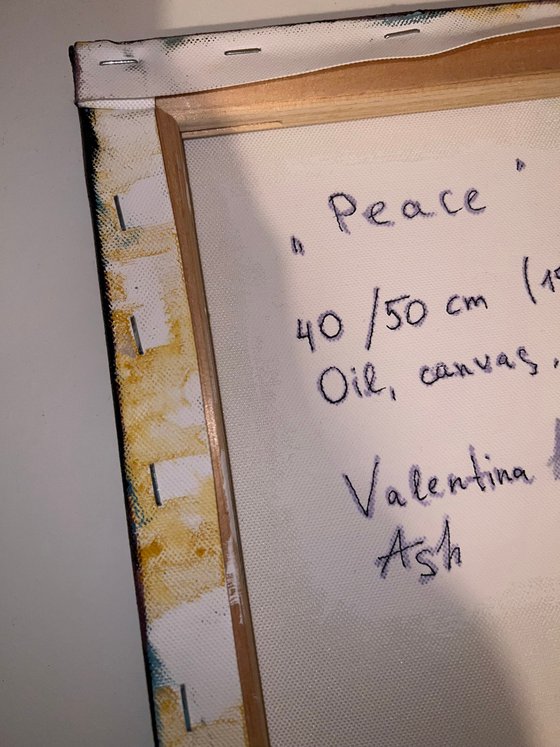 „Peace"
40/50 cm
Oil, canvas,
Valentina
Ash